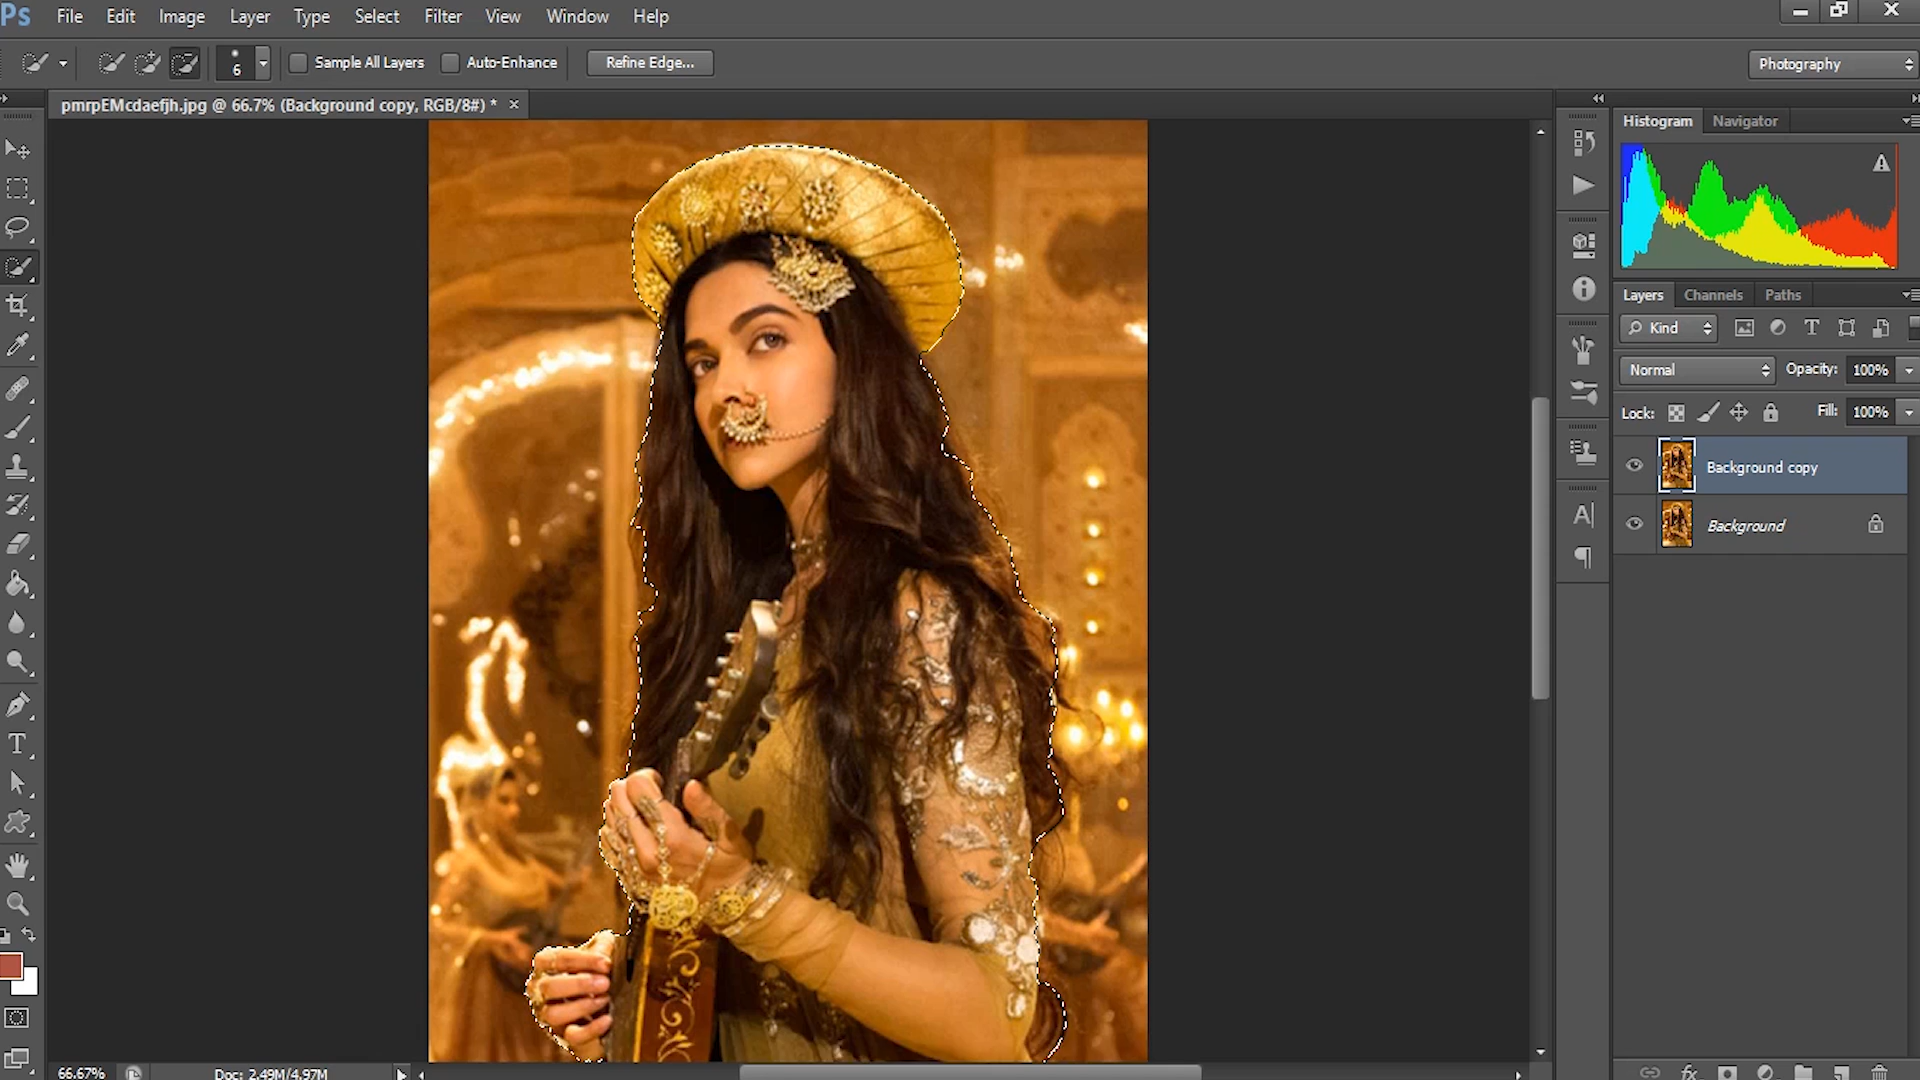 Ps File Edit Image Layer Type Select Filter View Window Help
6 Sample All Layers Auto-Enhance Refine Edge... Photography
pmrpEMcdaefjh.jpg @ 66.7% (Background copy, RGB/8#) * ×
Histogram Navigator
Layers Channels Paths
Kind T
Normal Opacity: 100%
Lock: Fill: 100%
Background copy
Background
A
T
66.67% Doc: 2.49M/4.97M
fx